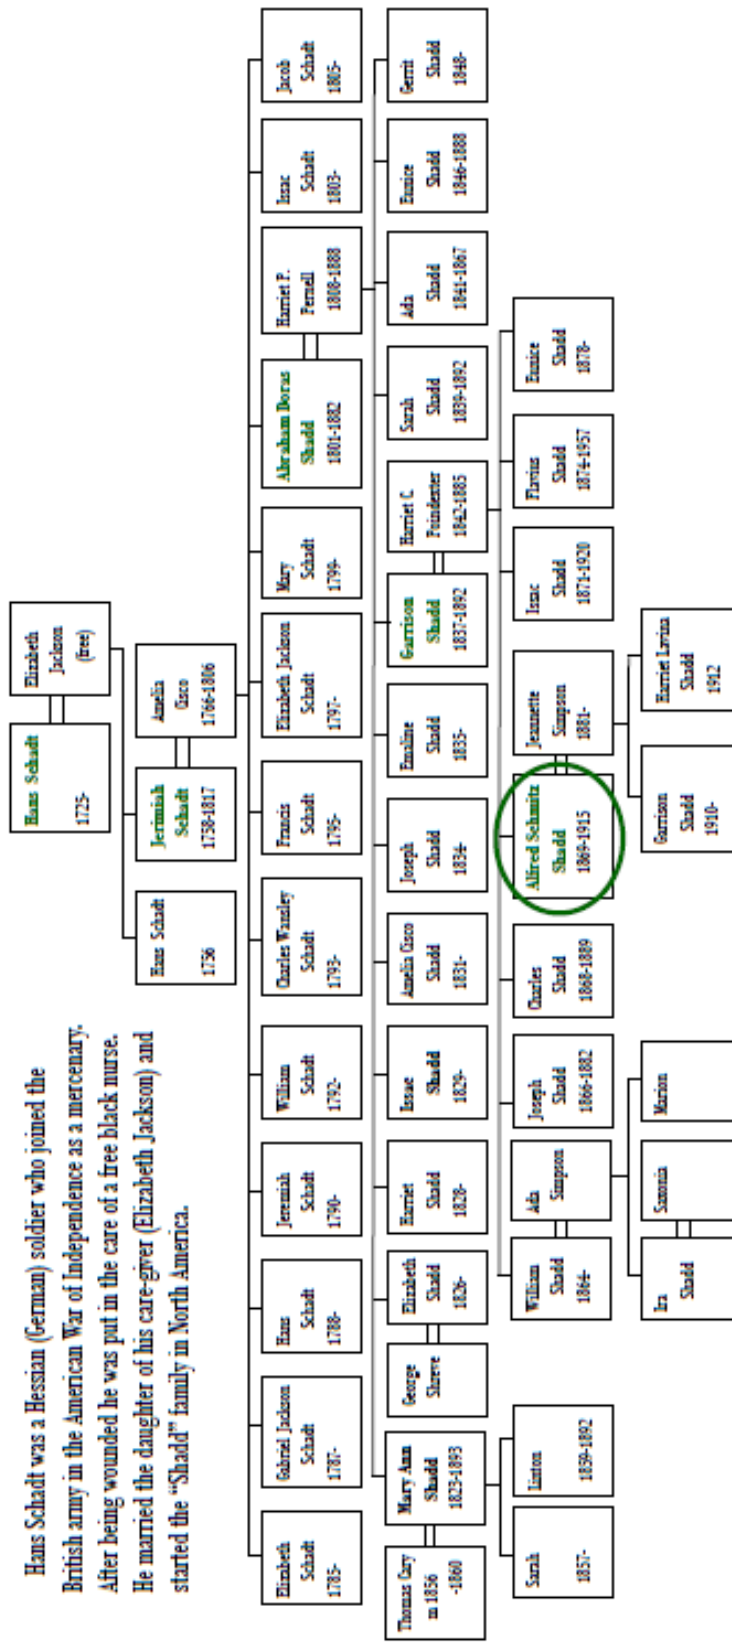 Hans Schadt was a Hessian (German) soldier who joined the
British army in the American War of Independence as a mercenary.
After being wounded he was put in the care of a free black nurse.
He married the daughter of his care-giver (Elizabeth Jackson) and
started the “Shadd” family in North America.
Hans Schadt
1725-
Elizabeth
Jackson
(free)
Hans Schadt
1756
Jerimiah
Schadt
1758-1817
Amelia
Cisco
1766-1806
Elizabeth
Schadt
1785-
Gabriel Jackson
Schadt
1787-
Hans
Schadt
1788-
Jeremiah
Schadt
1790-
William
Schadt
1792-
Charles Wansley
Schadt
1793-
Francis
Schadt
1795-
Elizabeth Jackson
Schadt
1797-
Mary
Schadt
1799-
Abraham Doras
Shadd
1801-1882
Harriet P.
Pernell
1808-1888
Issac
Schadt
1803-
Jacob
Schadt
1805-
Thomas Cary
m 1856
-1860
Mary Ann
Shadd
1823-1893
George
Shreve
Elizabeth
Shadd
1826-
Harriet
Shadd
1828-
Issac
Shadd
1829-
Amelia Cisco
Shadd
1831-
Joseph
Shadd
1834-
Emaline
Shadd
1835-
Garrison
Shadd
1837-1892
Harriet C.
Poindexter
1842-1885
Sarah
Shadd
1839-1892
Ada
Shadd
1841-1867
Eunice
Shadd
1846-1888
Gerrit
Shadd
1848-
Sarah
1857-
Linton
1859-1892
William
Shadd
1864-
Ada
Simpson
Joseph
Shadd
1866-1882
Charles
Shadd
1868-1889
Alfred Schmitz
Shadd
1869-1915
Jeannette
Simpson
1881-
Issac
Shadd
1871-1920
Flavius
Shadd
1874-1957
Eunice
Shadd
1878-
Ira
Shadd
Saxonia
Marion
Garrison
Shadd
1910-
Harriet Lavina
Shadd
1912